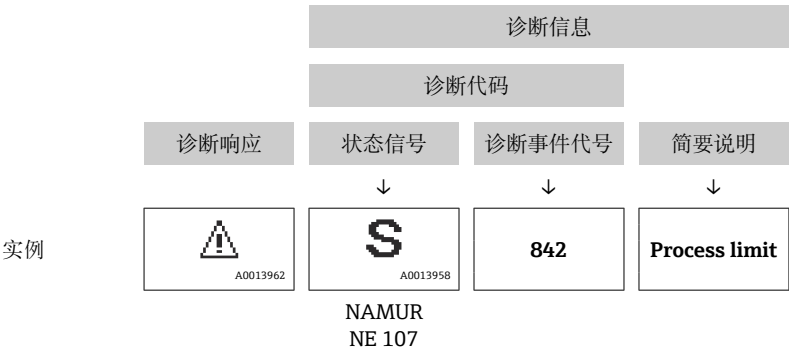 诊断信息
诊断代码
诊断响应 状态信号 诊断事件代号 简要说明
↓ ↓ ↓
实例 S 842 Process limit
A0013962 A0013958
NAMUR
NE 107